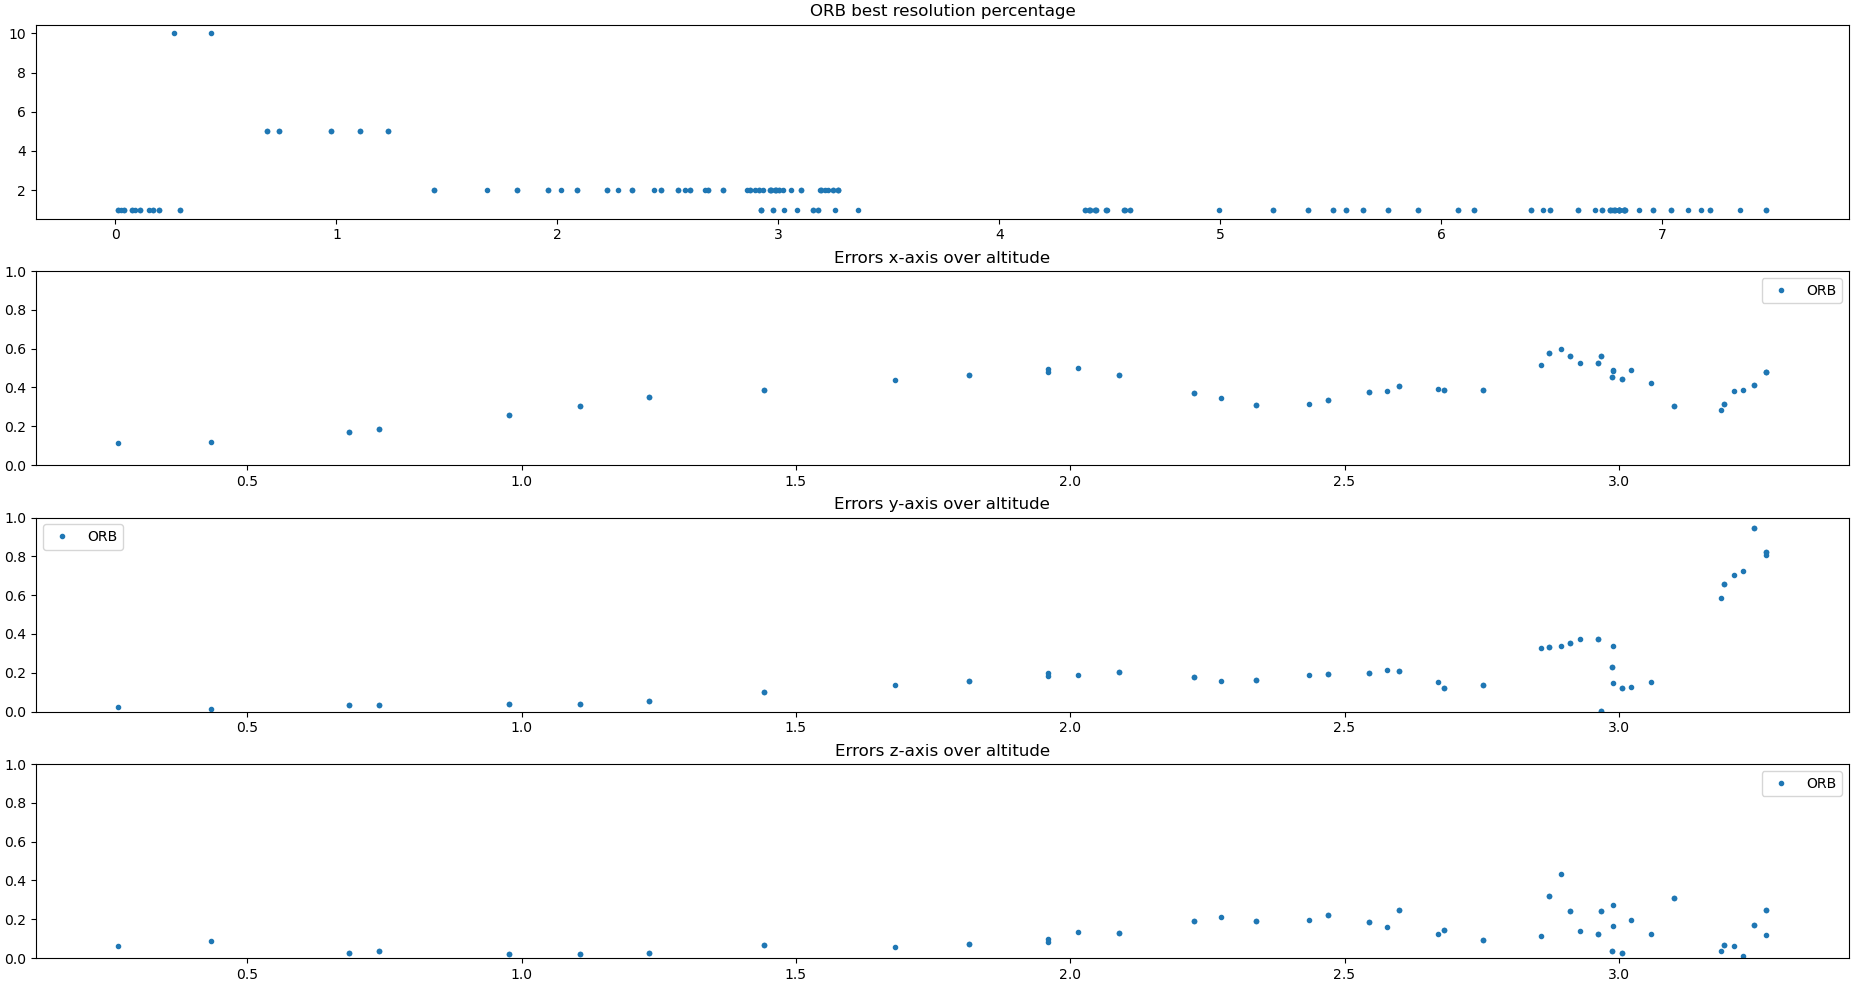 ORB best resolution percentage
10
8
6
4
2
0 1 2 3 4 5 6 7
Errors x-axis over altitude
1.0
ORB
0.8
0.6
0.4
0.2
0.0
0.5 1.0 1.5 2.0 2.5 3.0
Errors y-axis over altitude
1.0
ORB
0.8
0.6
0.4
0.2
0.0
0.5 1.0 1.5 2.0 2.5 3.0
Errors z-axis over altitude
1.0
ORB
0.8
0.6
0.4
0.2
0.0
0.5 1.0 1.5 2.0 2.5 3.0